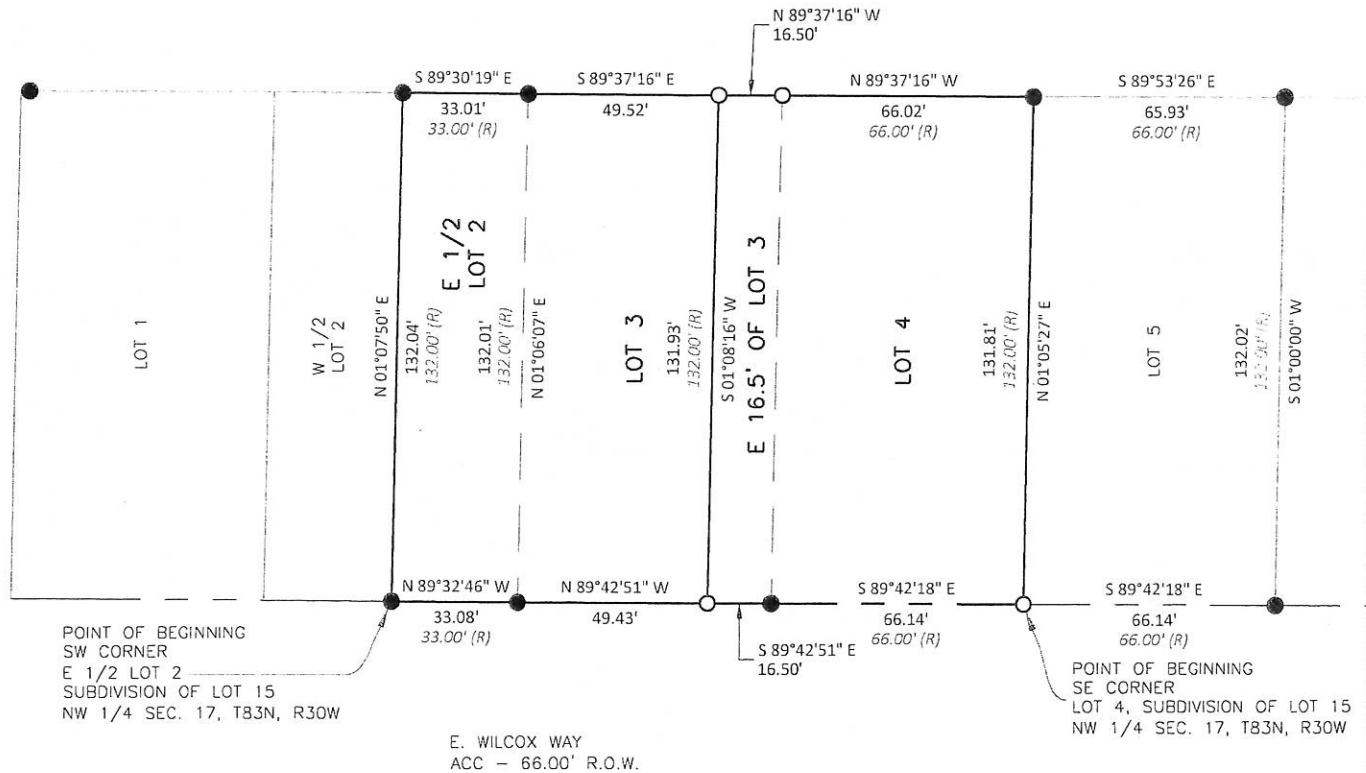 N 89°37'16" W
16.50'
S 89°30'19" E
33.01'
33.00' (R)
S 89°37'16" E
49.52'
N 89°37'16" W
66.02'
66.00' (R)
S 89°53'26" E
65.93'
66.00' (R)
LOT 1
W 1/2
LOT 2
N 01°07'50" E
132.04'
132.00' (R)
E 1/2
LOT 2
132.01'
132.00' (R)
N 01°06'07" E
LOT 3
131.93'
132.00' (R)
S 01°08'16" W
E 16.5' OF LOT 3
LOT 4
131.81'
132.00' (R)
N 01°05'27" E
LOT 5
132.02'
132.00' (R)
S 01°00'00" W
N 89°32'46" W
33.08'
33.00' (R)
N 89°42'51" W
49.43'
S 89°42'51" E
16.50'
S 89°42'18" E
66.14'
66.00' (R)
S 89°42'18" E
66.14'
66.00' (R)
POINT OF BEGINNING
SW CORNER
E 1/2 LOT 2
SUBDIVISION OF LOT 15
NW 1/4 SEC. 17, T83N, R30W
POINT OF BEGINNING
SE CORNER
LOT 4, SUBDIVISION OF LOT 15
NW 1/4 SEC. 17, T83N, R30W
E. WILCOX WAY
ACC - 66.00' R.O.W.